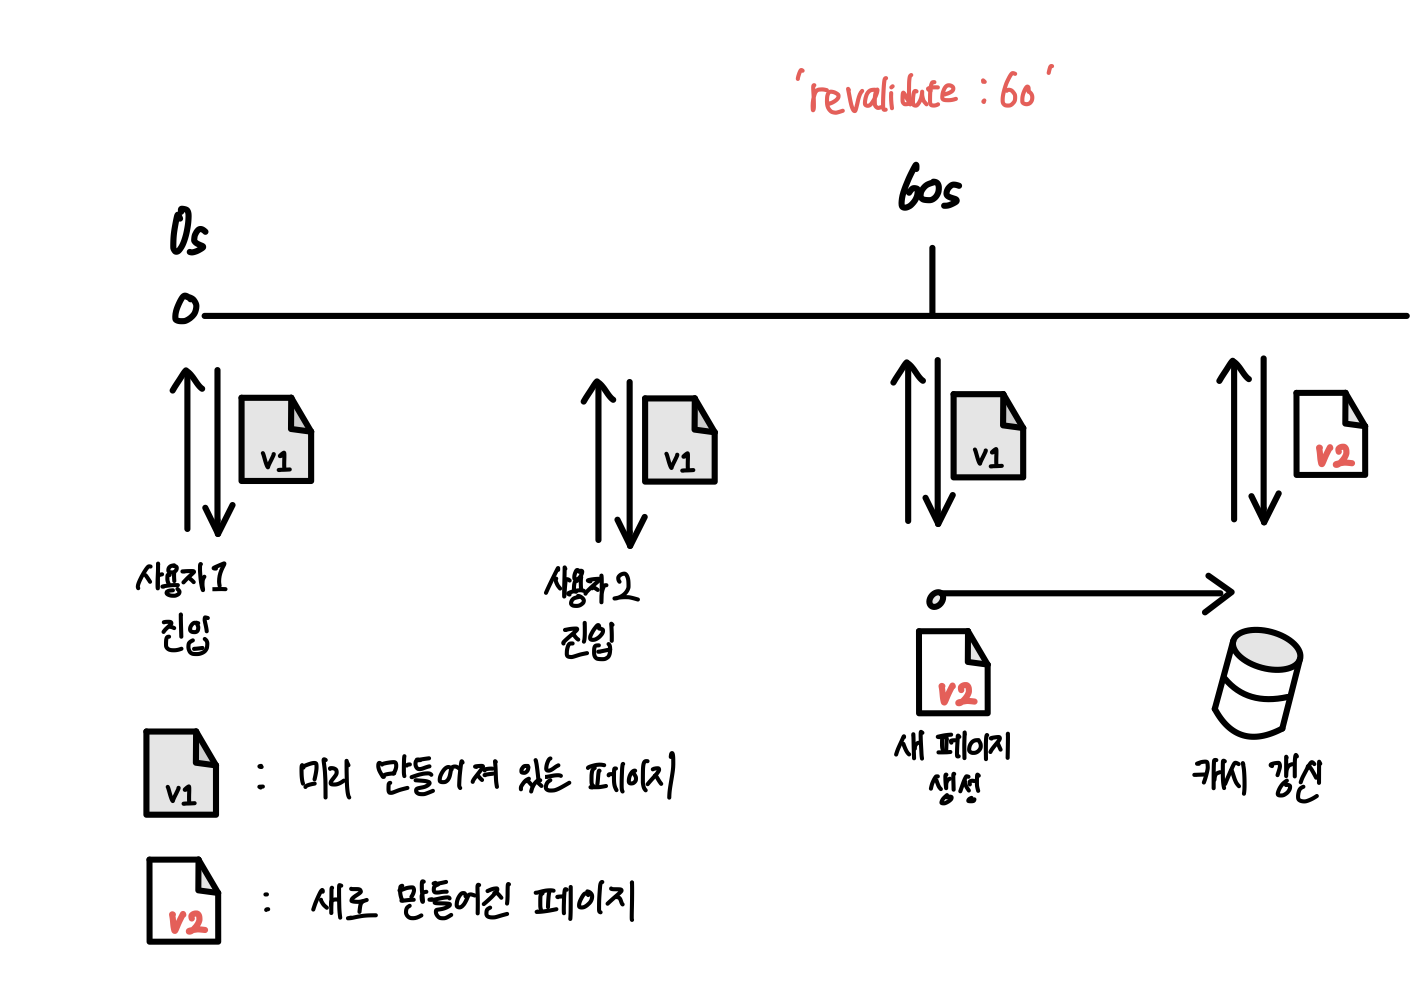 'revalidate : 60'
60s
0s
0
v1
v1
v1
v2
사용자 1
진입
사용자 2
진입
v2
새 페이지
생성
캐시 갱신
v1 : 미리 만들어져 있는 페이지
v2 : 새로 만들어진 페이지